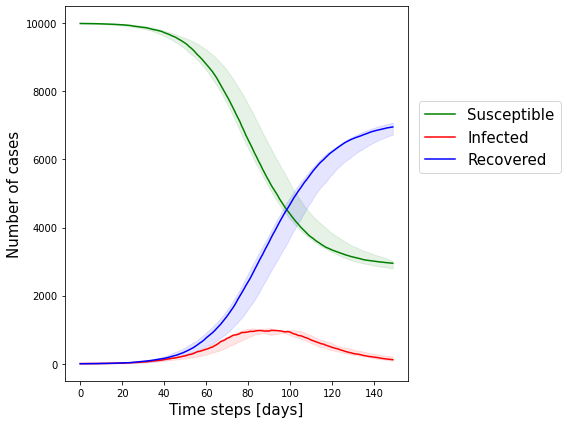 10000
8000
6000
4000
2000
0
Number of cases
0 20 40 60 80 100 120 140
Time steps [days]
Susceptible
Infected
Recovered